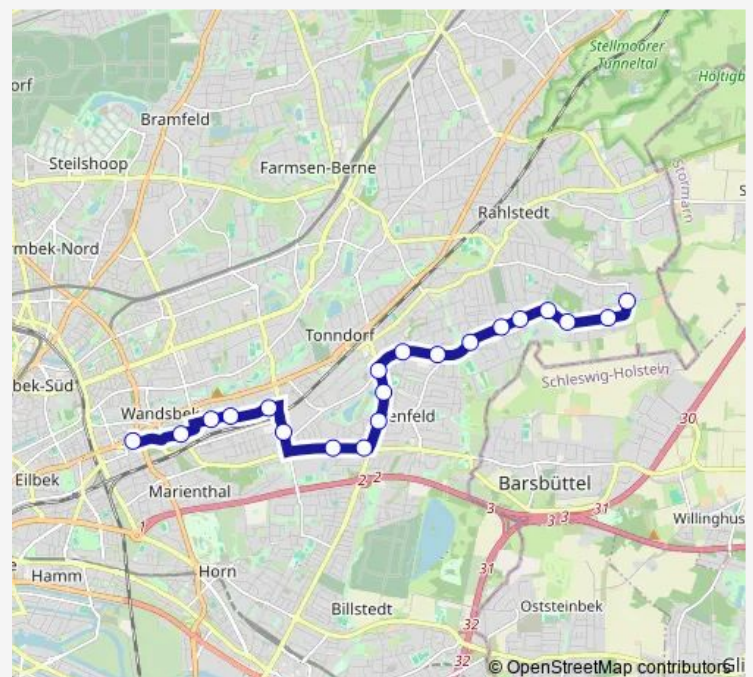 Stellmoorer
Tunneltal
Höltigb
orf
Bramfeld
Steilshoop
Farmsen-Berne
Stormarn
S
Rahlstedt
mbek-Nord
Tonndorf
bek-Süd
Schleswig-Holstein
Wandsbek
enfeld
30
Eilbek
Marienthal
2 2
Barsbüttel
3
3 3
31
1
Willinghus
e
Hamm
Horn
31
Billstedt
Oststeinbek
32
32
© OpenStreetMap contributors
Gli